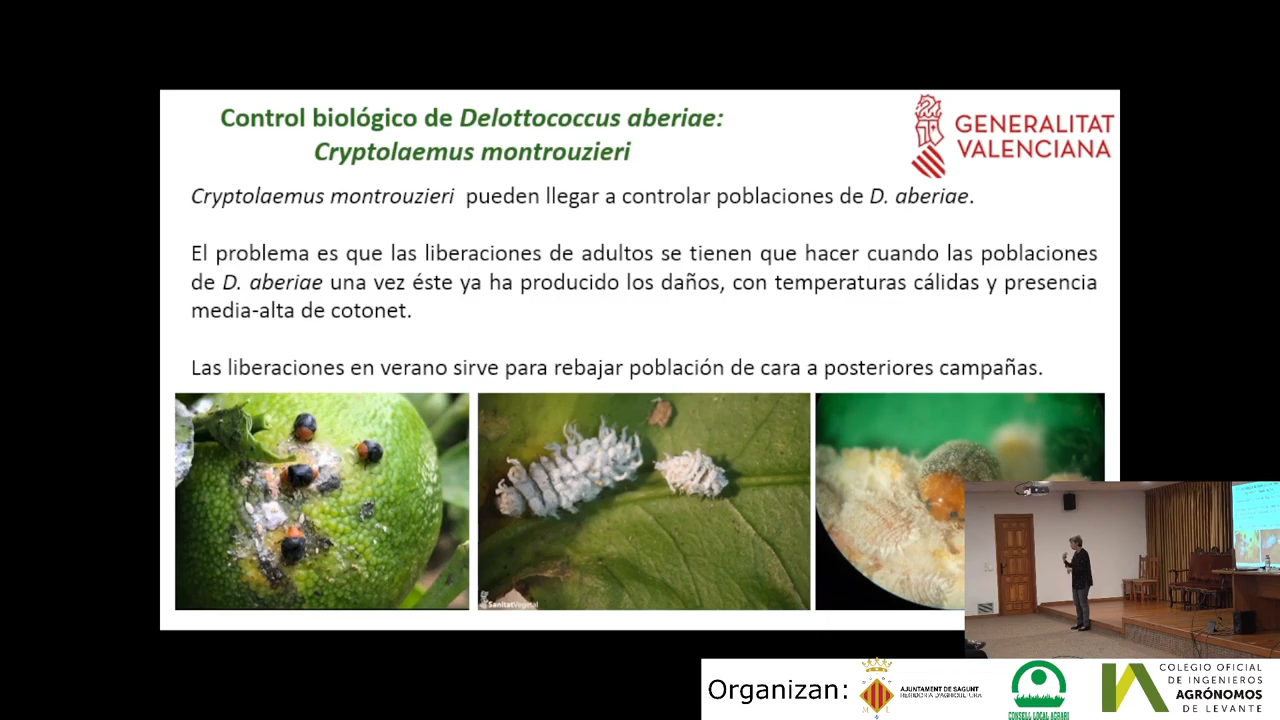 Control biológico de Delottococcus aberiae:
Cryptolaemus montrouzieri
GENERALITAT
VALENCIANA
Cryptolaemus montrouzieri pueden llegar a controlar poblaciones de D. aberiae.
El problema es que las liberaciones de adultos se tienen que hacer cuando las poblaciones
de D. aberiae una vez éste ya ha producido los daños, con temperaturas cálidas y presencia
media-alta de cotonet.
Las liberaciones en verano sirve para rebajar población de cara a posteriores campañas.
SanitatVegetal
Organizan:
AJUNTAMENT DE SAGUNT
REGIDORIA D'AGRICULTURA
CONSELL LOCAL AGRARI
COLEGIO OFICIAL
DE INGENIEROS
AGRÓNOMOS
DE LEVANTE